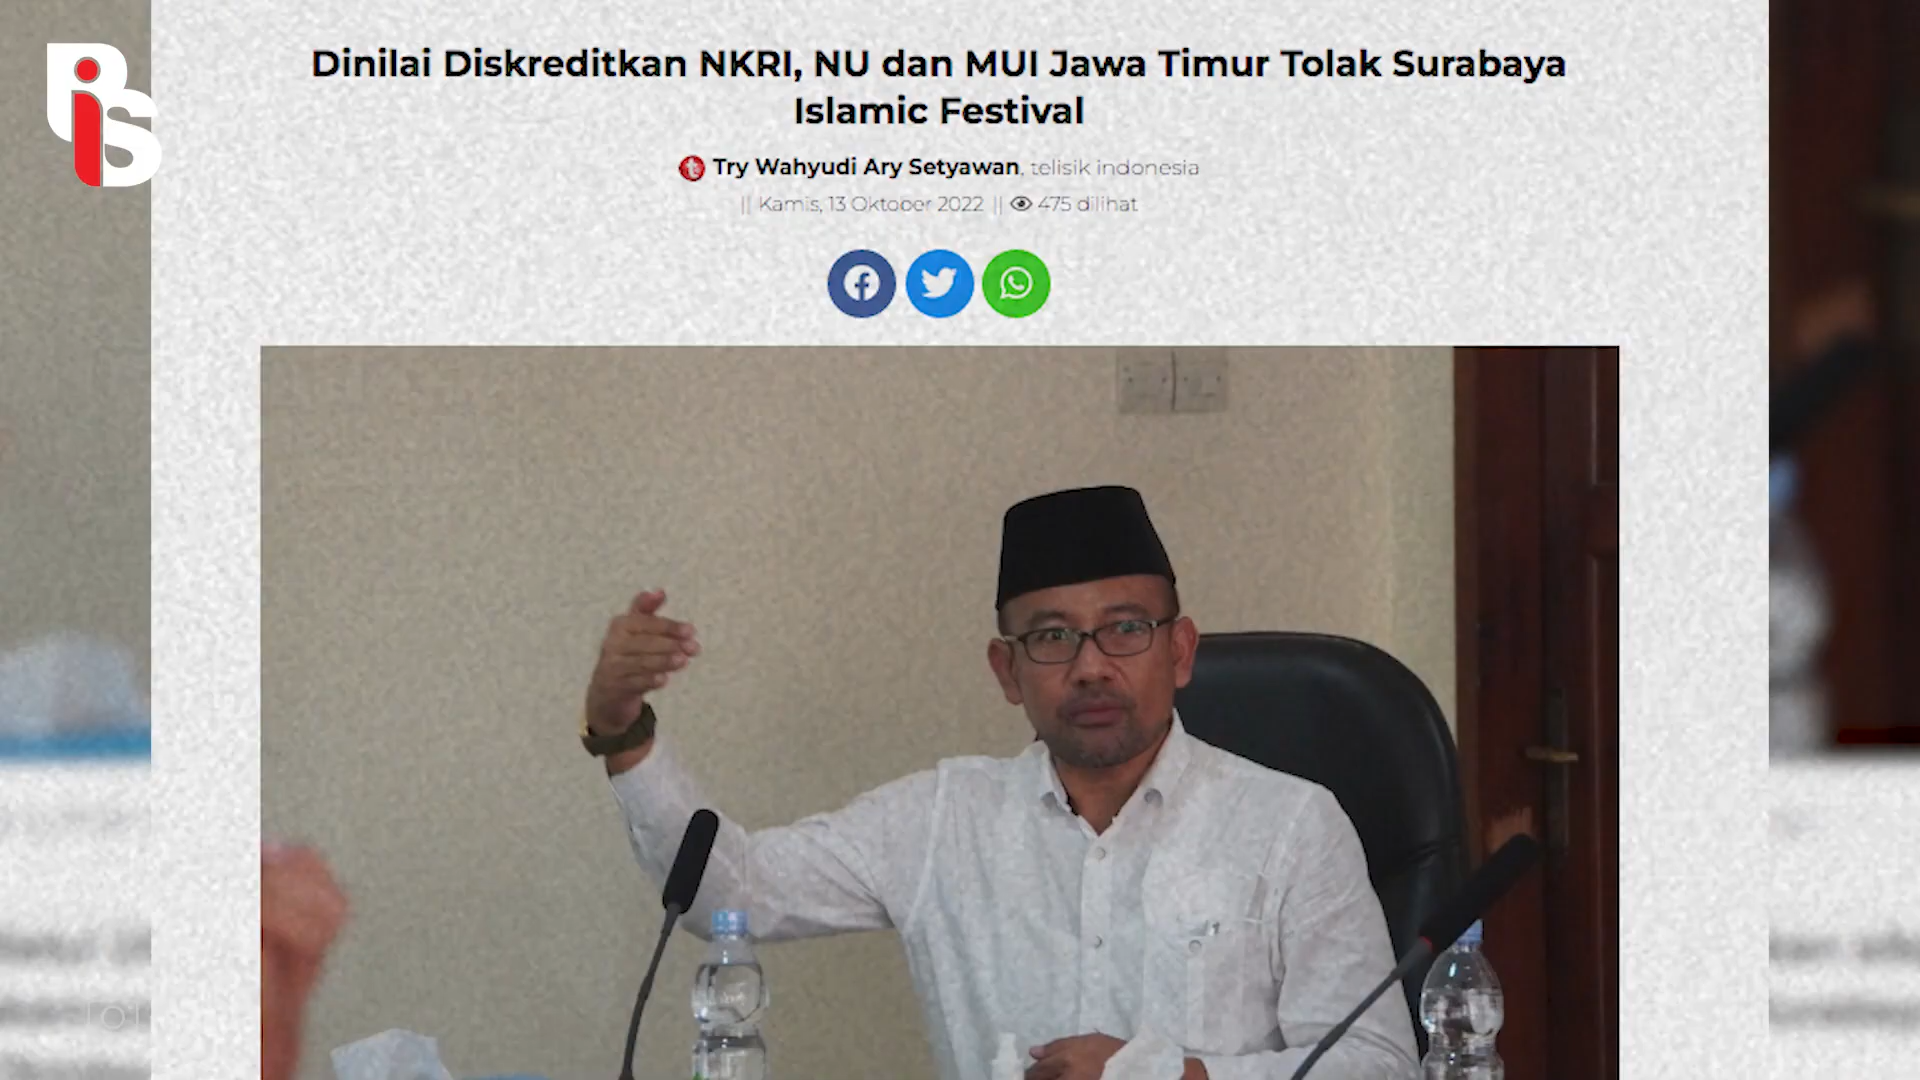 Dinilai Diskreditkan NKRI, NU dan MUI Jawa Timur Tolak Surabaya
Islamic Festival
Try Wahyudi Ary Setyawan, telisik indonesia
|| Kamis, 13 Oktober 2022 || 475 dilihat